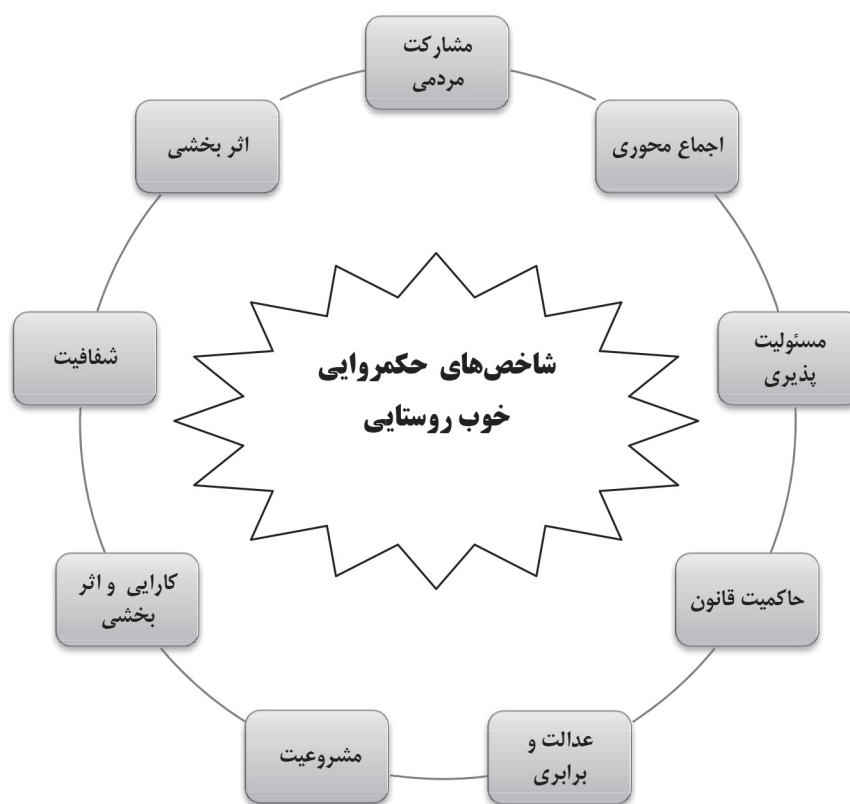 مشارکت
مردمی
اجماع محوری
مسئولیت
پذیری
حاکمیت قانون
عدالت و
برابری
مشروعیت
کارایی و اثر
بخشی
شفافیت
اثر بخشی
شاخص‌های حکمروایی
خوب روستایی